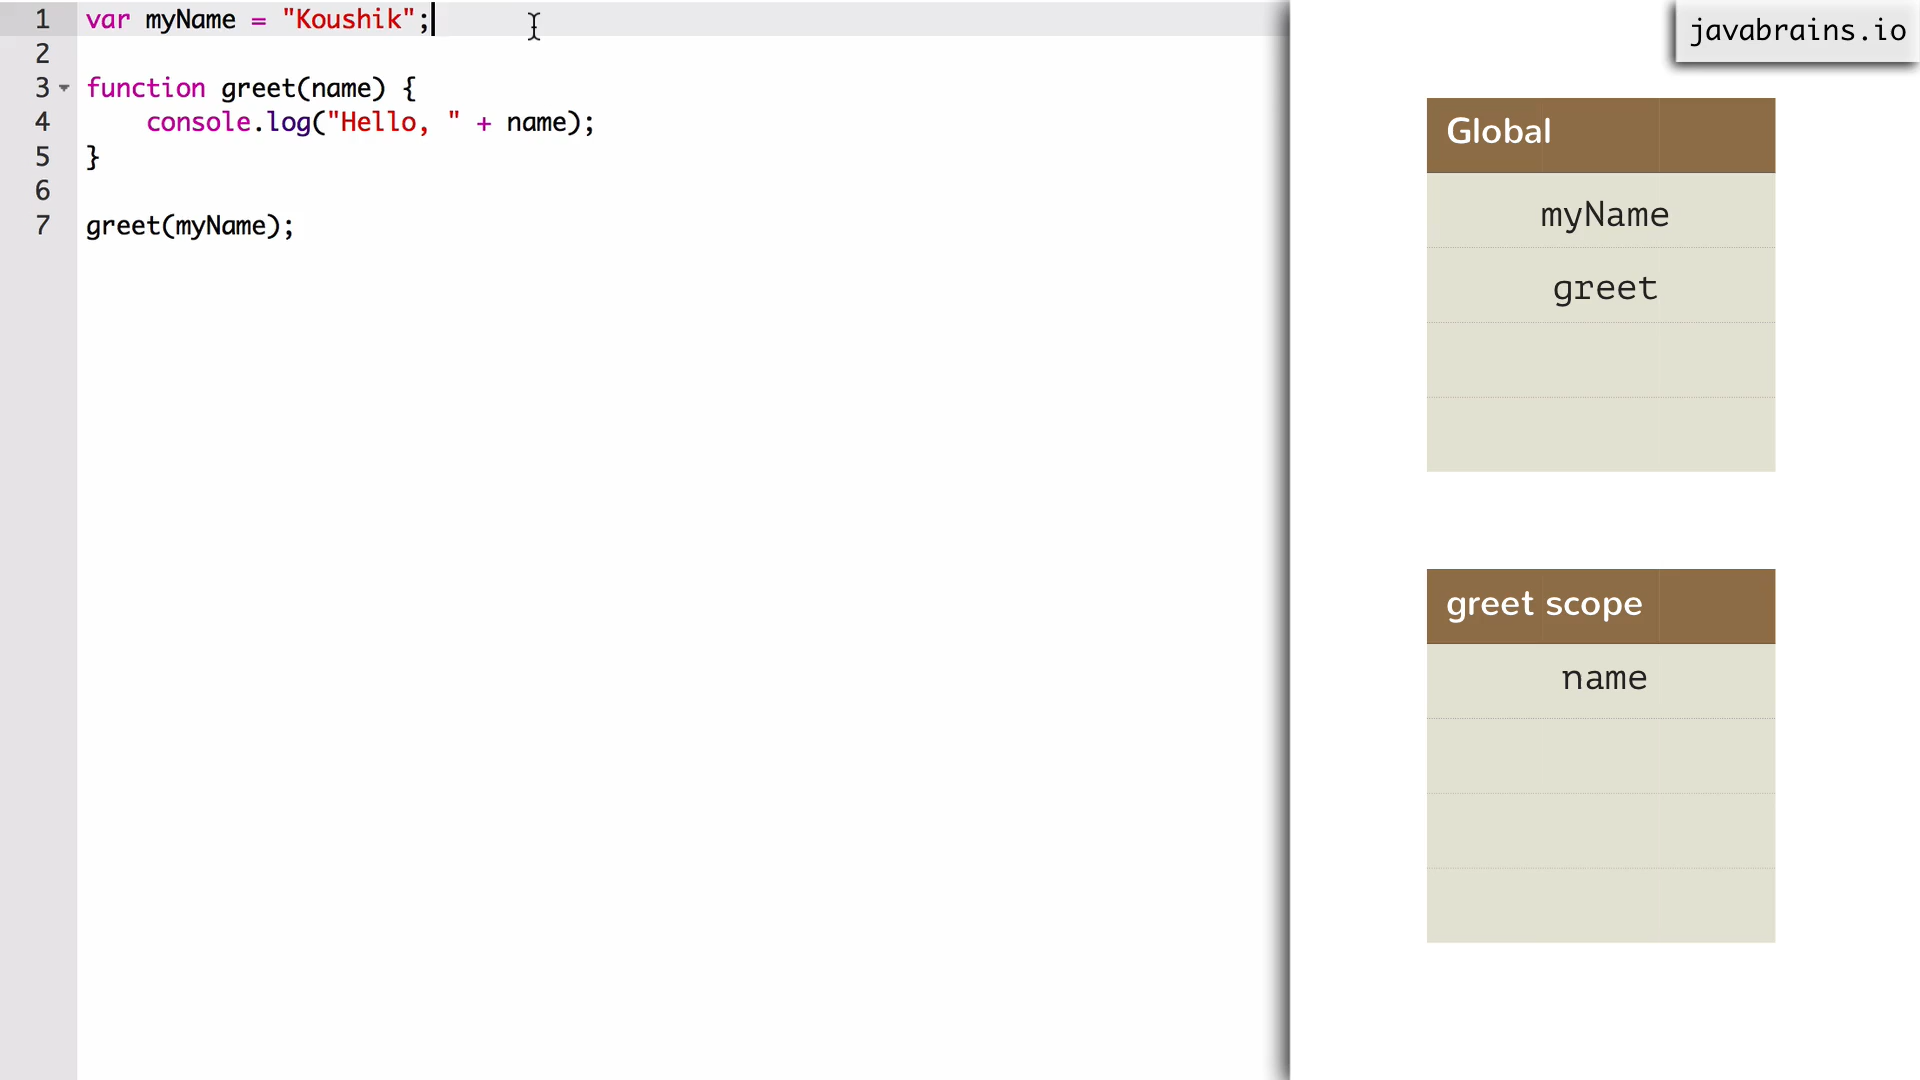 1 var myName = "Koushik";
2
3 function greet(name) {
4     console.log("Hello, " + name);
5 }
6
7 greet(myName);
javabrains.io
Global
myName
greet
greet scope
name